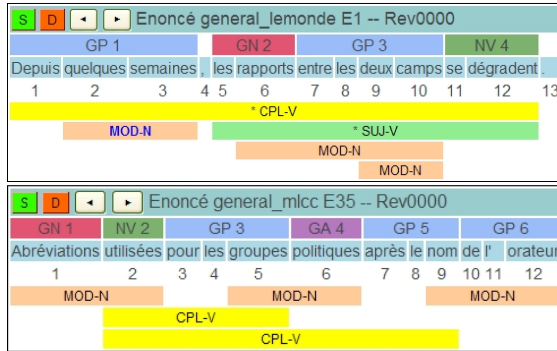 S D Enoncé general_lemonde E1 -- Rev0000
GP 1 GN 2 GP 3 NV 4
Depuis quelques semaines , les rapports entre les deux camps se dégradent .
1 2 3 4 5 6 7 8 9 10 11 12 13
* CPL-V
MOD-N * SUJ-V
MOD-N
MOD-N
S D Enoncé general_mlcc E35 -- Rev0000
GN 1 NV 2 GP 3 GA 4 GP 5 GP 6
Abréviations utilisées pour les groupes politiques après le nom de l' orateur
1 2 3 4 5 6 7 8 9 10 11 12
MOD-N MOD-N MOD-N
CPL-V
CPL-V